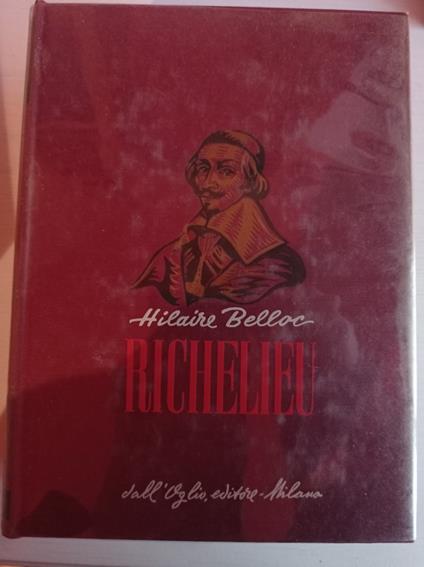 Hilaire Belloc
RICHELIEU
dall'Oglio, editore-Milano